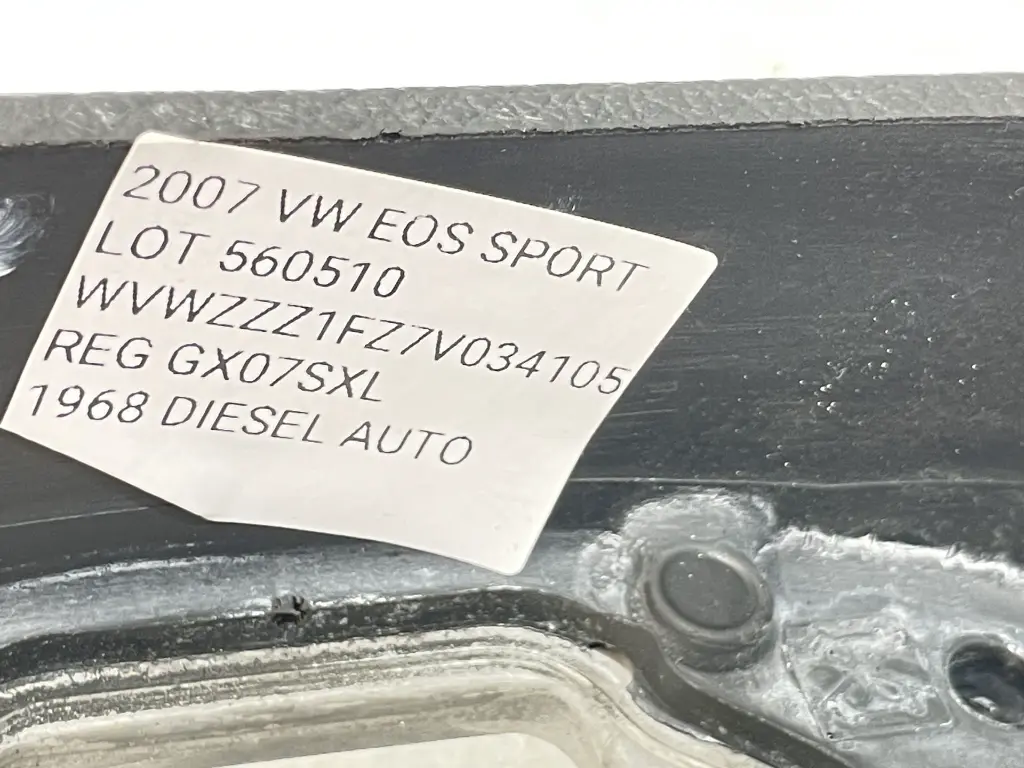 2007 VW EOS SPORT
LOT 560510
WVWZZZ1FZ7V034105
REG GX07SXL
1968 DIESEL AUTO